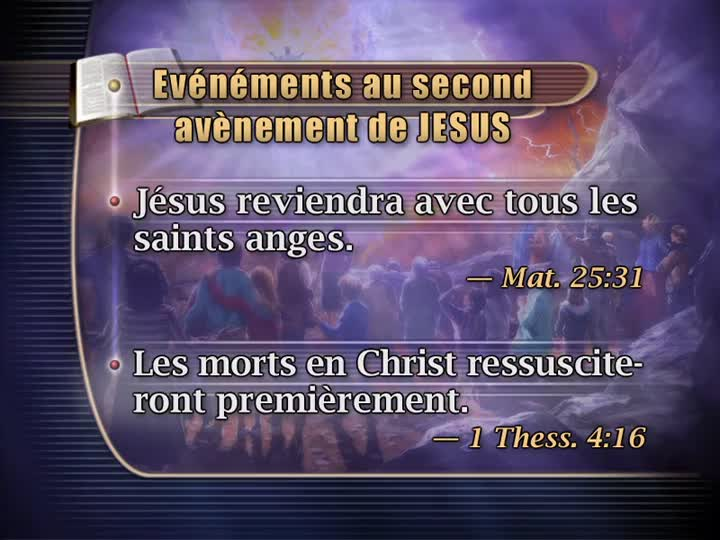 Evénéments au second
avènement de JESUS
Jésus reviendra avec tous les
saints anges.
— Mat. 25:31
Les morts en Christ ressuscite-
ront premièrement.
— 1 Thess. 4:16